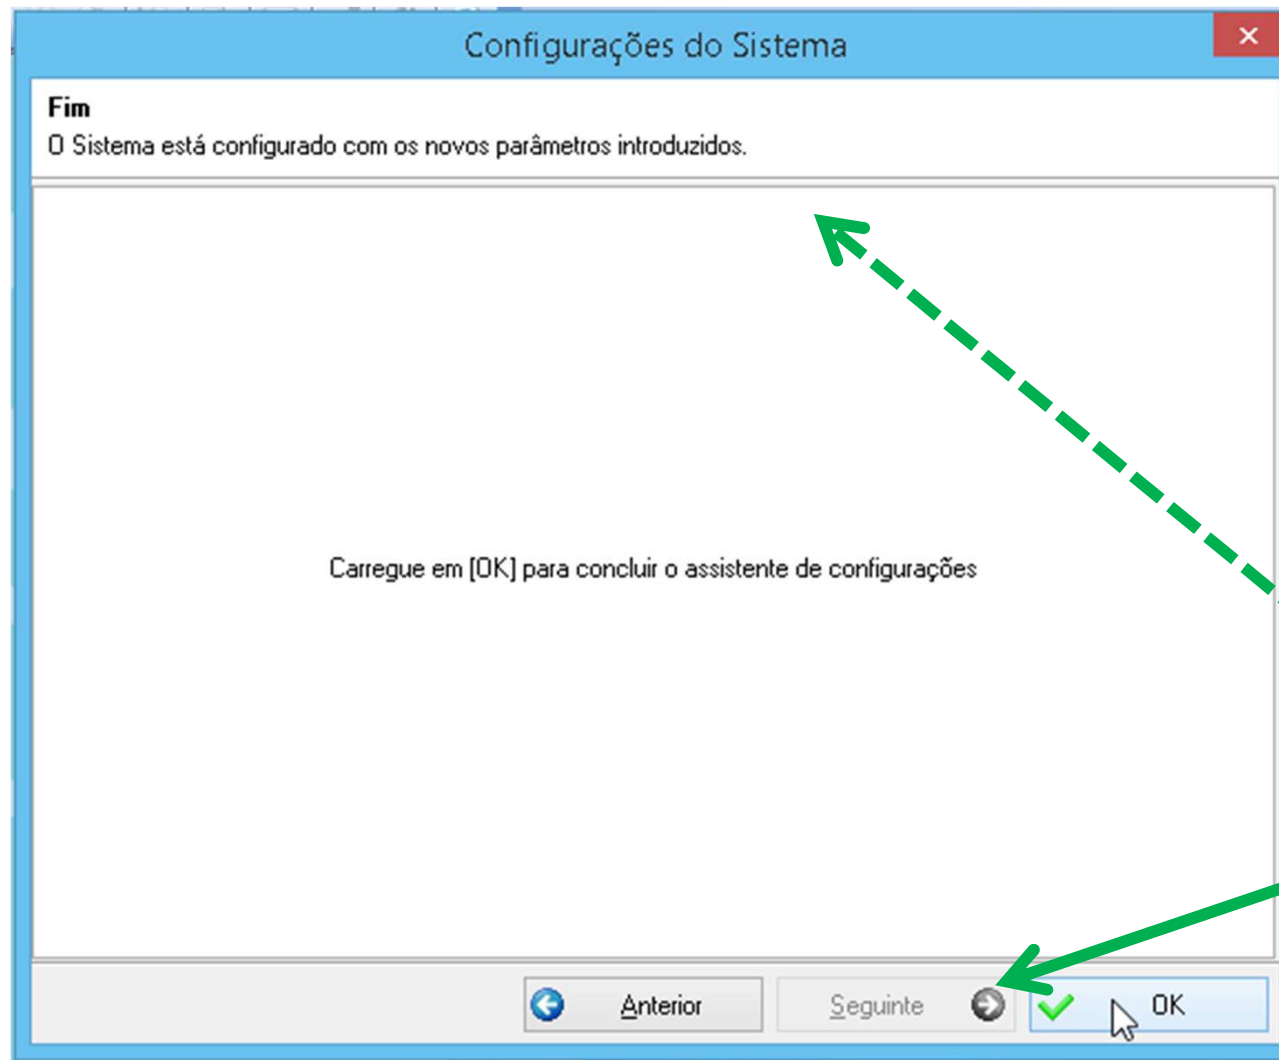 Configurações do Sistema
Fim
O Sistema está configurado com os novos parâmetros introduzidos.
Carregue em [OK] para concluir o assistente de configurações
Anterior
Seguinte
OK